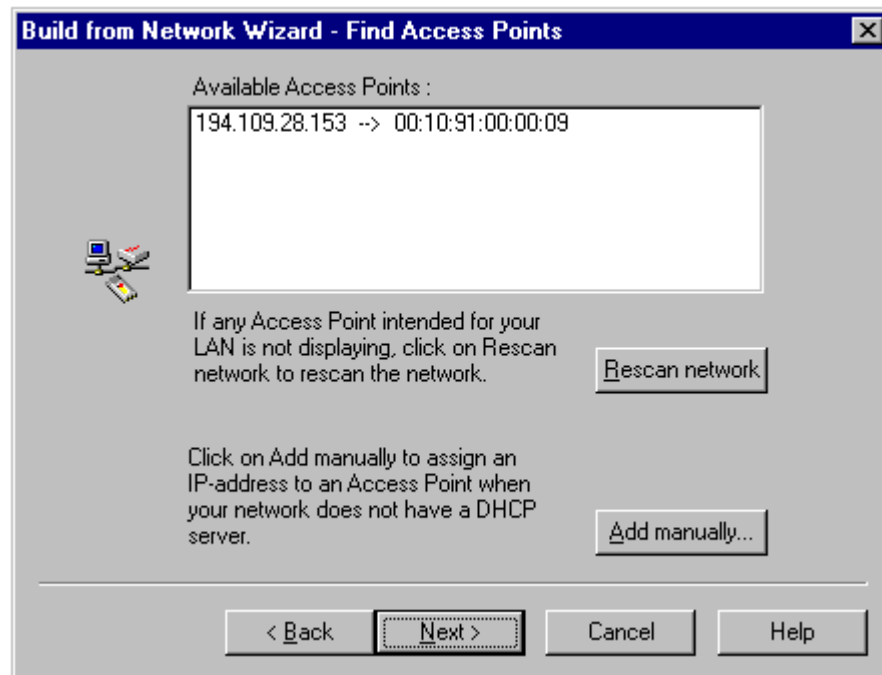 Build from Network Wizard - Find Access Points
Available Access Points :
194.109.28.153 --> 00:10:91:00:00:09
If any Access Point intended for your
LAN is not displaying, click on Rescan
network to rescan the network.
Rescan network
Click on Add manually to assign an
IP-address to an Access Point when
your network does not have a DHCP
server.
Add manually...
< Back
Next >
Cancel
Help